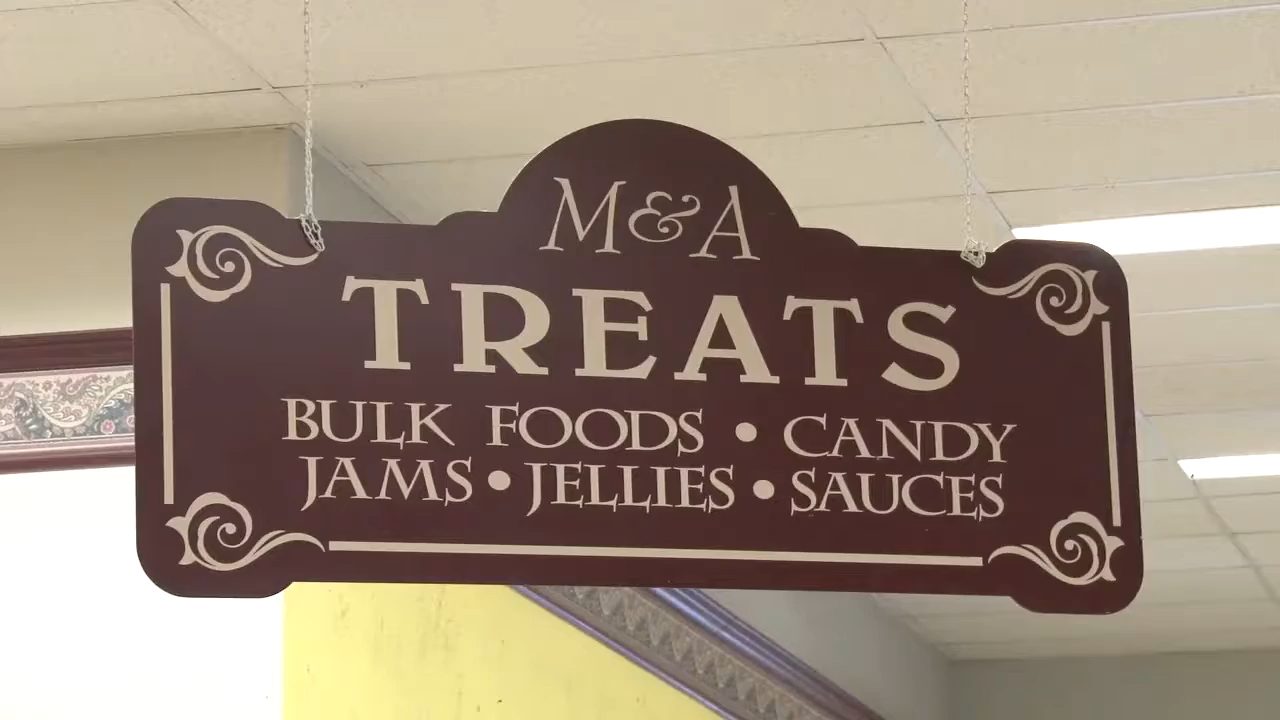 M&A
TREATS
BULK FOODS • CANDY
JAMS • JELLIES • SAUCES